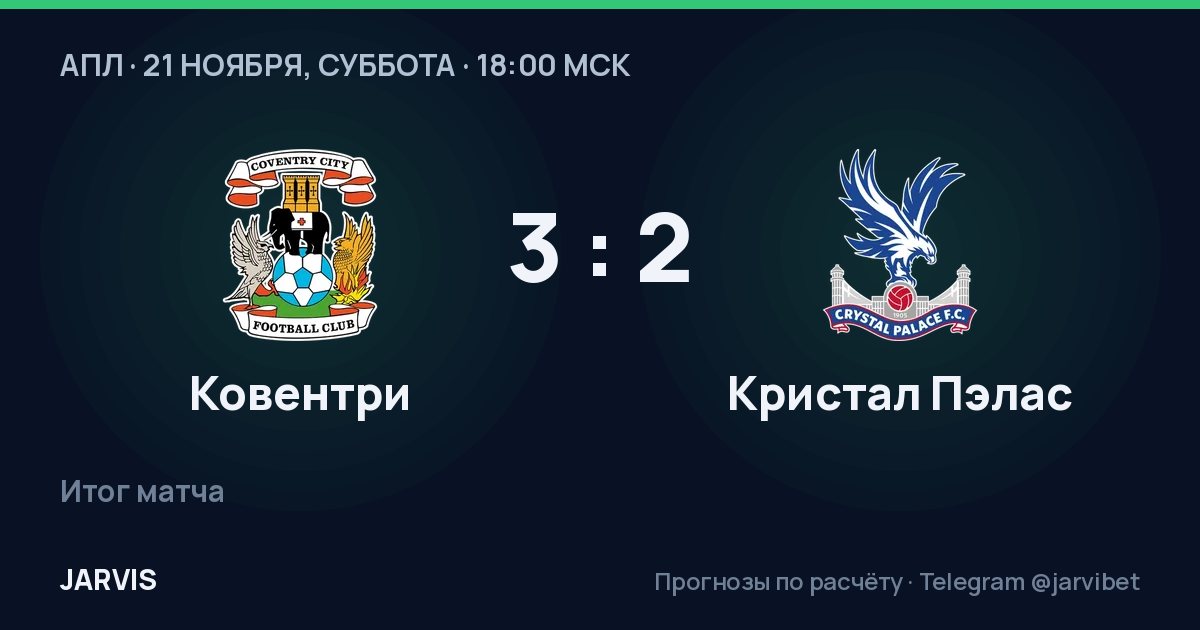 АПЛ · 21 НОЯБРЯ, СУББОТА · 18:00 МСК
COVENTRY CITY
FOOTBALL CLUB
3 : 2
1905
CRYSTAL PALACE F.C.
Ковентри
Кристал Пэлас
Итог матча
JARVIS
Прогнозы по расчёту · Telegram @jarvibet